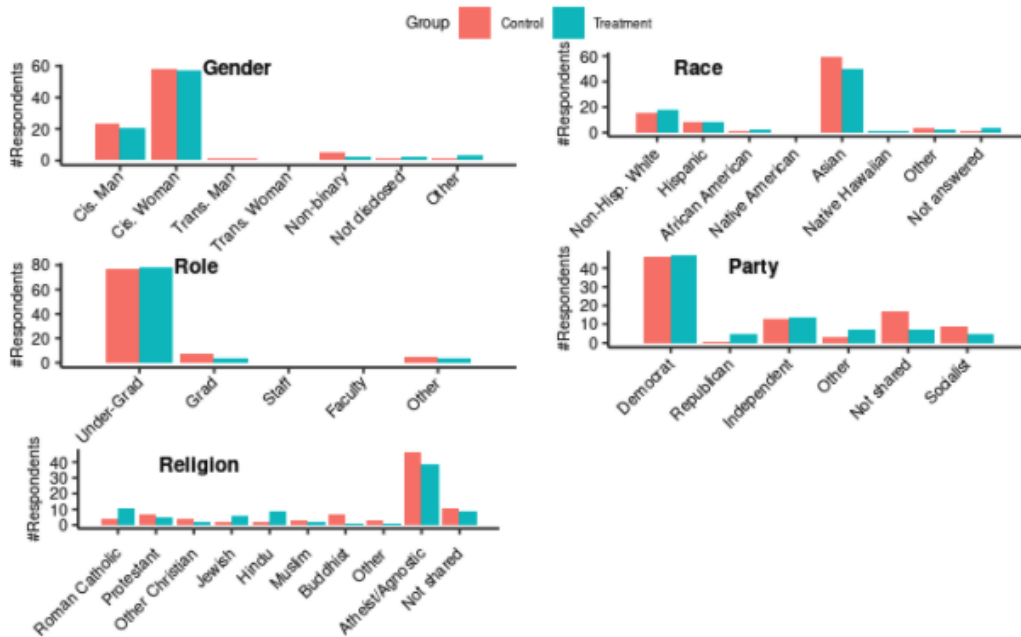 Group Control Treatment
Gender
#Respondents
60
40
20
0
Cis. Man
Cis. Woman
Trans. Man
Trans. Woman
Non-binary
Not disclosed
Other
Race
#Respondents
60
40
20
0
Non-Hisp. White
Hispanic
African American
Native American
Asian
Native Hawaiian
Other
Not answered
Role
#Respondents
80
60
40
20
0
Under-Grad
Grad
Staff
Faculty
Other
Party
#Respondents
40
30
20
10
0
Democrat
Republican
Independent
Other
Not shared
Socialist
Religion
#Respondents
40
30
20
10
0
Roman Catholic
Protestant
Other Christian
Jewish
Hindu
Muslim
Buddhist
Other
Atheist/Agnostic
Not shared